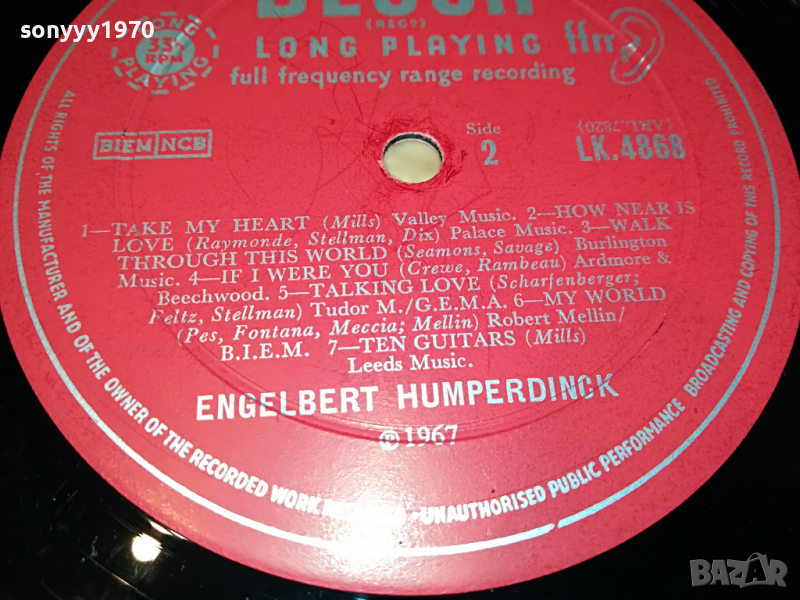 sonyyy1970
DECCA
(REGD)
LONG PLAYING ffrr
full frequency range recording
LONG 33⅓ RPM PLAYING
Side 2
(ARL.7820)
LK.4868
BIEM NCB
1—TAKE MY HEART (Mills) Valley Music. 2—HOW NEAR IS
LOVE (Raymonde, Stellman, Dix) Palace Music. 3—WALK
THROUGH THIS WORLD (Seamons, Savage) Burlington
Music. 4—IF I WERE YOU (Crewe, Rambeau) Ardmore &
Beechwood. 5—TALKING LOVE (Scharfenberger;
Feltz, Stellman) Tudor M./G.E.M.A. 6—MY WORLD
(Pes, Fontana, Meccia; Mellin) Robert Mellin/
B.I.E.M. 7—TEN GUITARS (Mills)
Leeds Music.
ENGELBERT HUMPERDINCK
℗1967
ALL RIGHTS OF THE MANUFACTURER AND OF THE OWNER OF THE RECORDED WORK RESERVED · UNAUTHORISED PUBLIC PERFORMANCE BROADCASTING AND COPYING OF THIS RECORD PROHIBITED
BAZAR